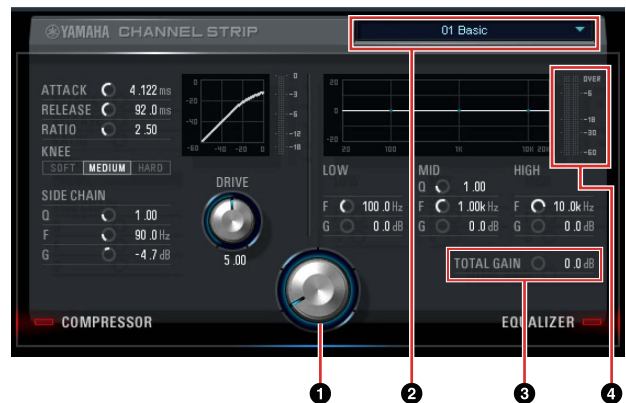 YAMAHA CHANNEL STRIP
01 Basic
ATTACK 4.122 ms
RELEASE 92.0 ms
RATIO 2.50
KNEE
SOFT MEDIUM HARD
SIDE CHAIN
Q 1.00
F 90.0 Hz
G -4.7 dB
0
-20
-40
-60 -40 -20 0
0
-3
-6
-12
-18
DRIVE
5.00
20
0
-20
20 100 1K 10K 20K
OVER
-6
-18
-30
-60
LOW
F 100.0 Hz
G 0.0 dB
MID
Q 1.00
F 1.00k Hz
G 0.0 dB
HIGH
F 10.0k Hz
G 0.0 dB
TOTAL GAIN 0.0 dB
COMPRESSOR
EQUALIZER
1 2 3 4